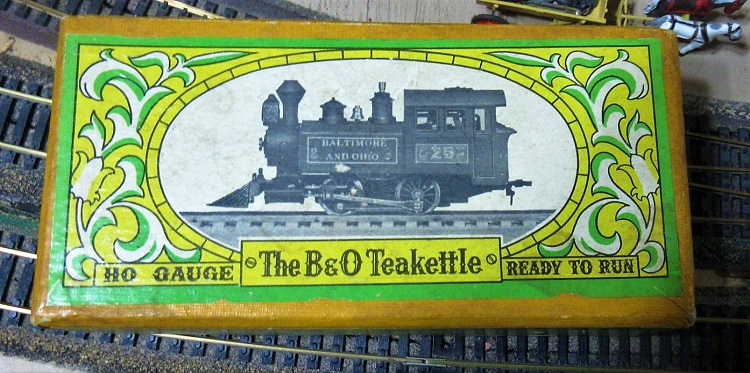 BALTIMORE
AND OHIO
25
HO GAUGE
The B&O Teakettle
READY TO RUN